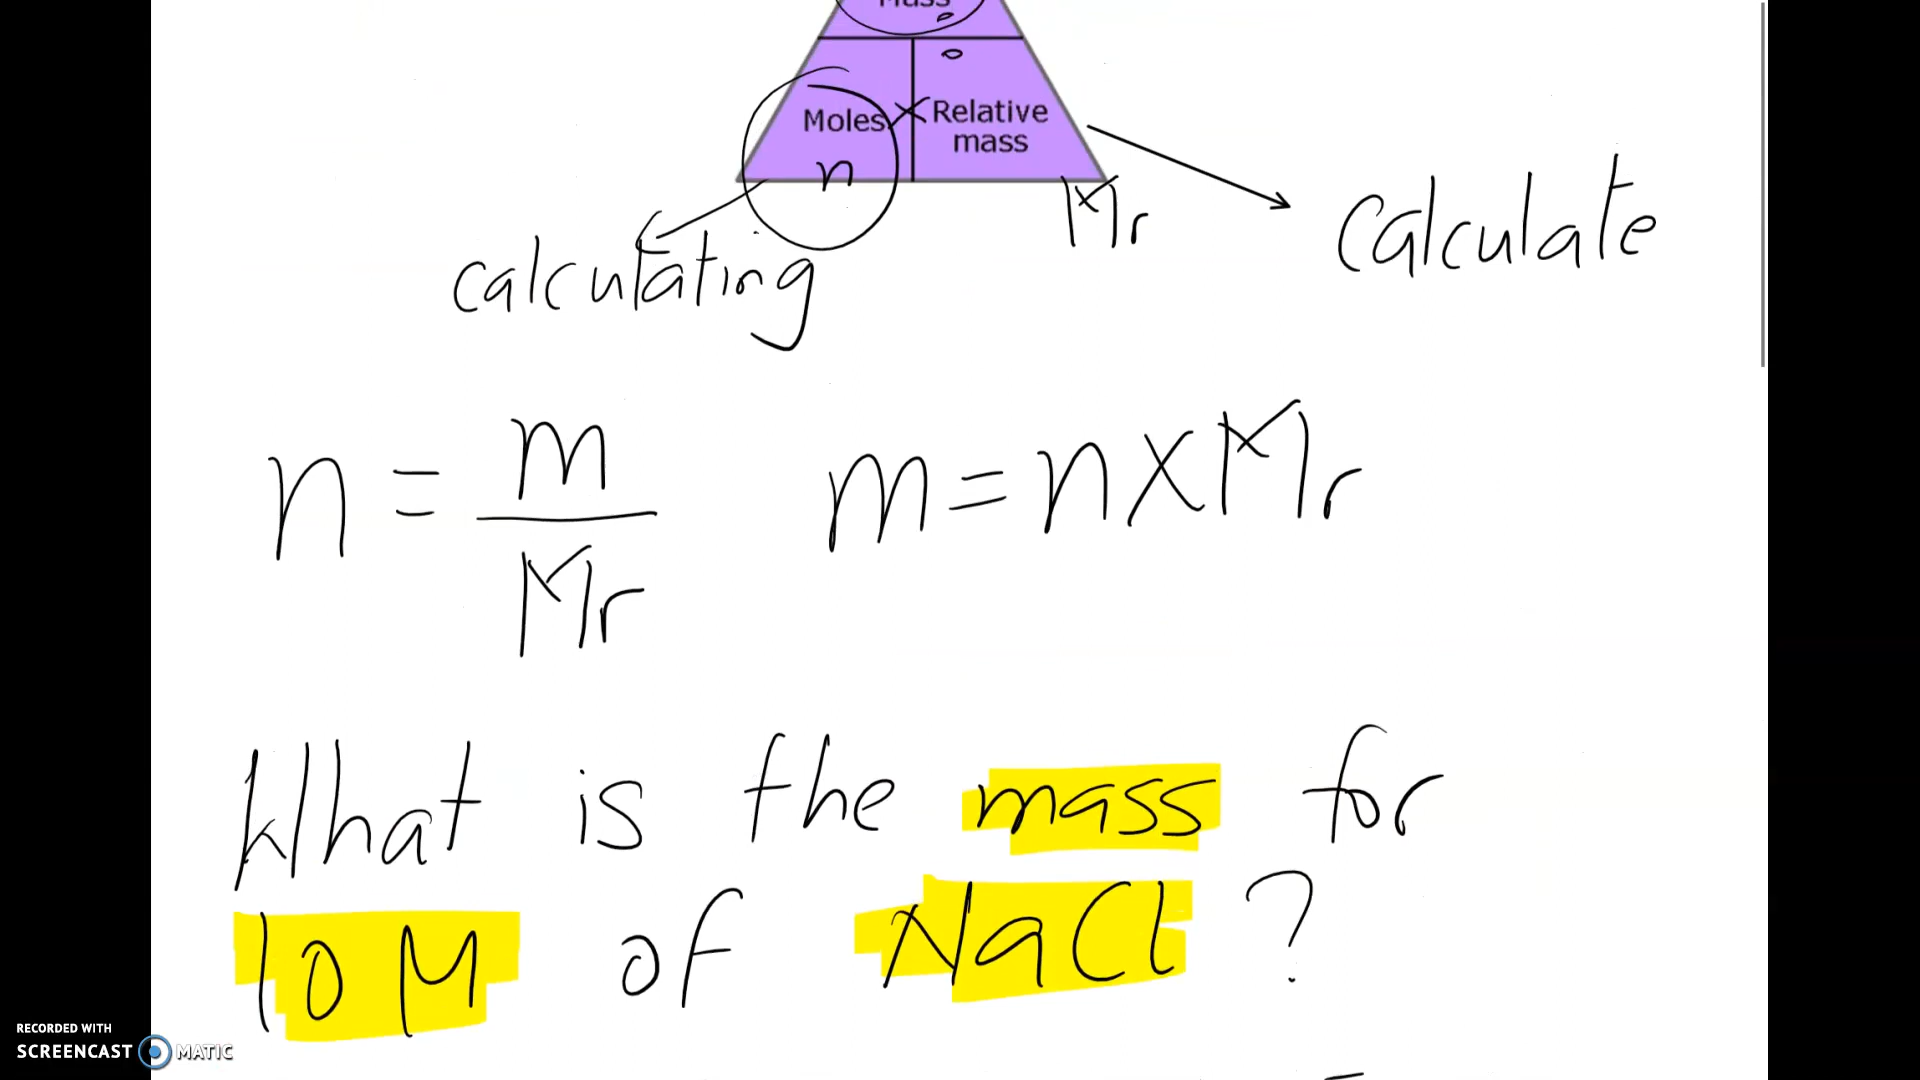 Mass
Moles × Relative
mass
n
Mr
calculate
calculating
n = m / Mr
m = n × Mr
What is the mass for
10 M of NaCl ?
RECORDED WITH
SCREENCAST MATIC